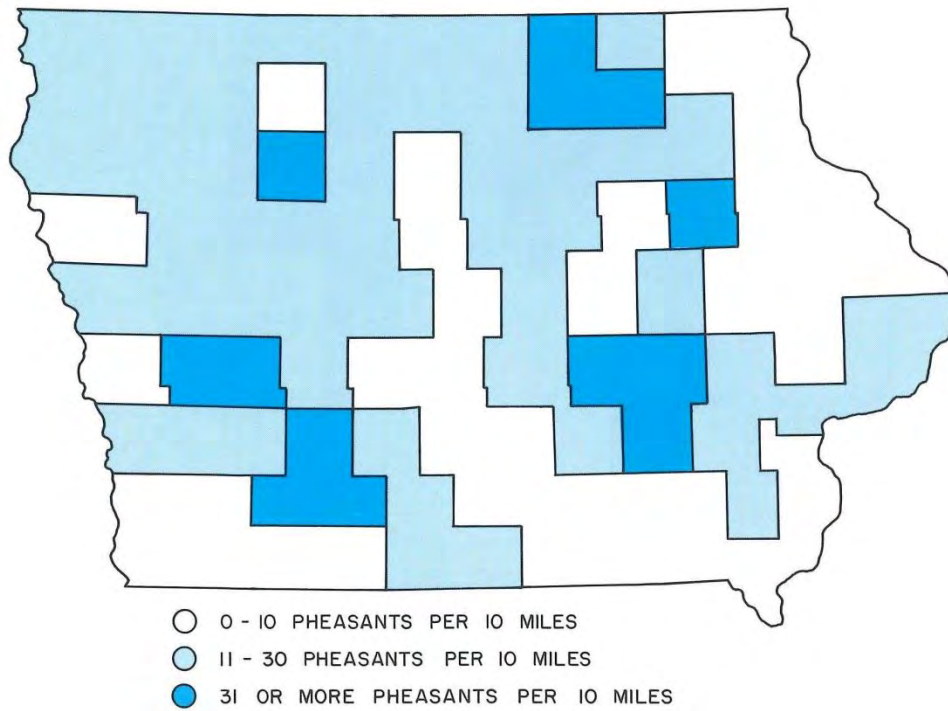 0 - 10 PHEASANTS PER 10 MILES
11 - 30 PHEASANTS PER 10 MILES
31 OR MORE PHEASANTS PER 10 MILES